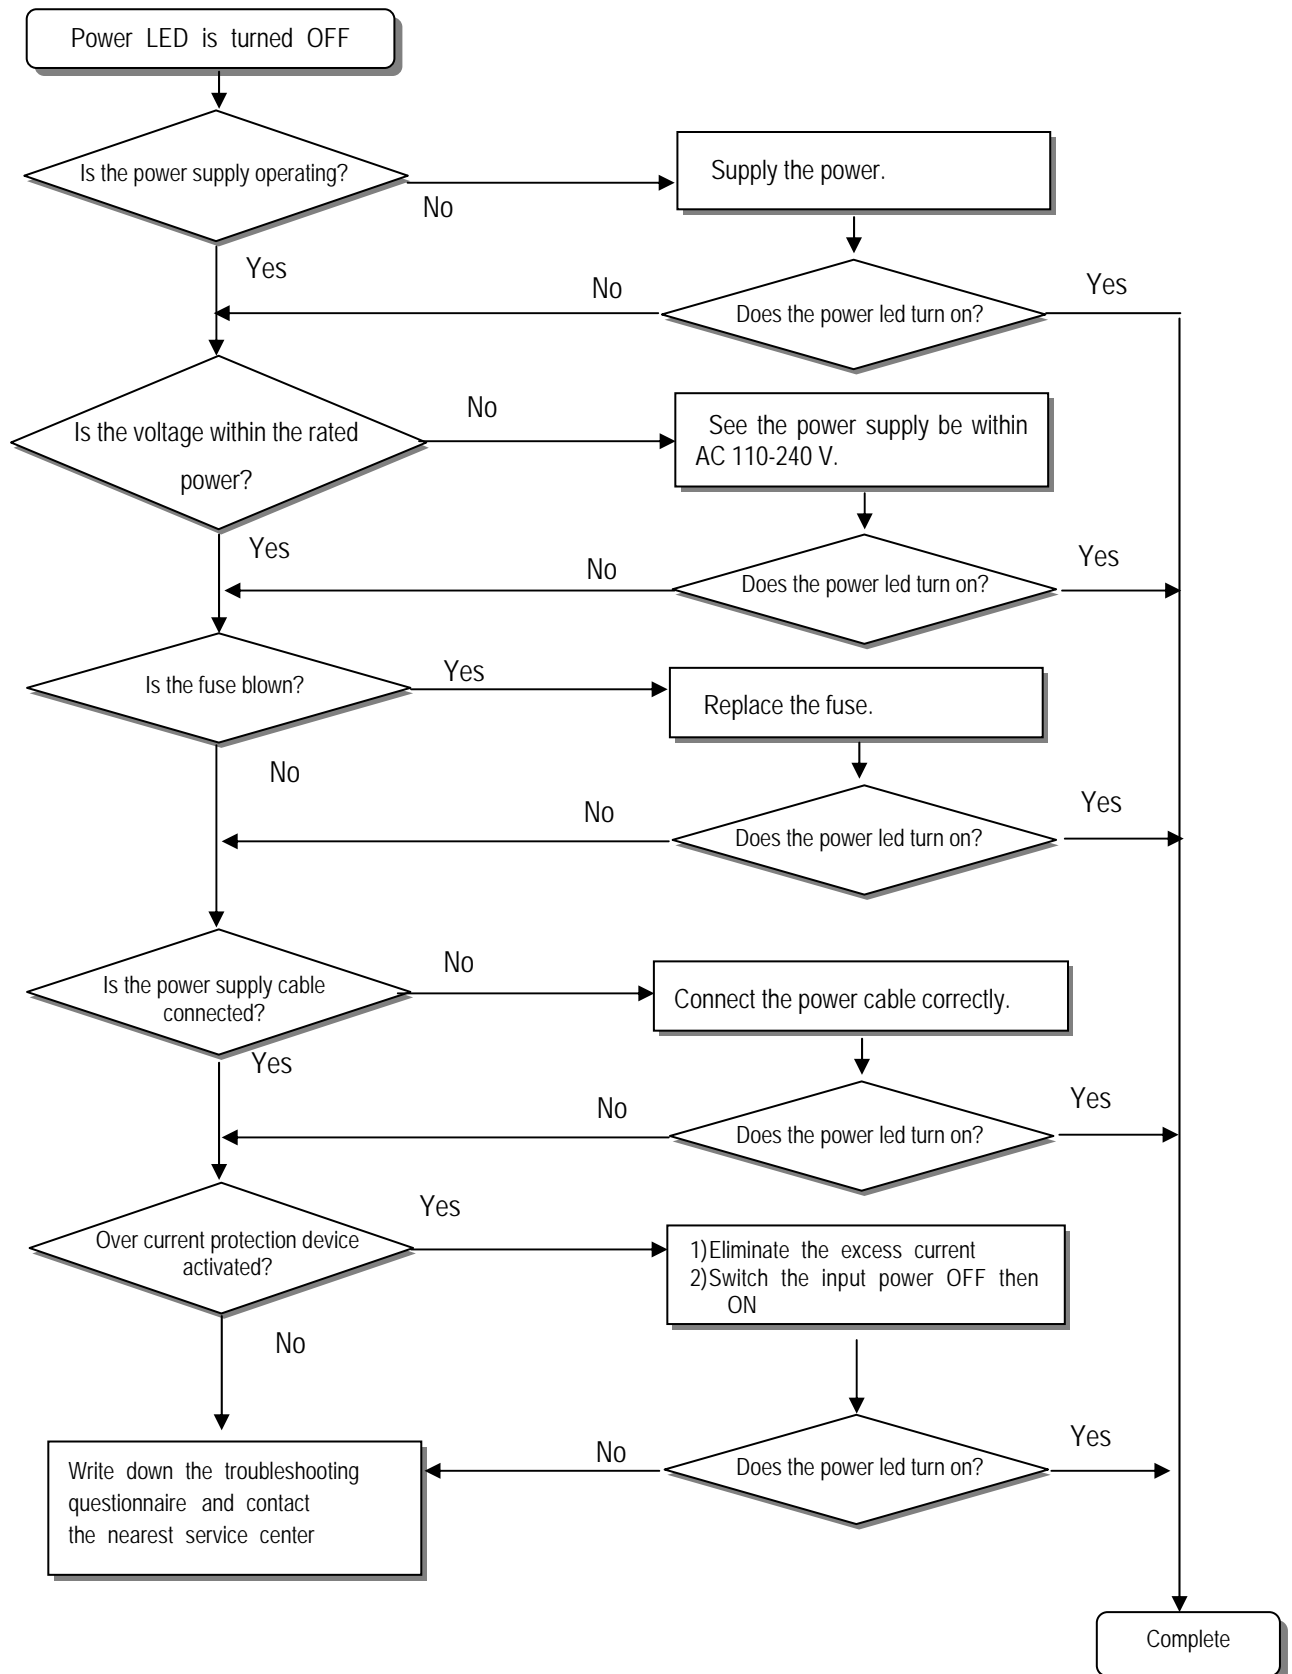 Power LED is turned OFF
Is the power supply operating?
No
Supply the power.
Yes
No
Does the power led turn on?
Yes
Is the voltage within the rated
power?
No
See the power supply be within
AC 110-240 V.
Yes
No
Does the power led turn on?
Yes
Is the fuse blown?
Yes
Replace the fuse.
No
No
Does the power led turn on?
Yes
Is the power supply cable
connected?
No
Connect the power cable correctly.
Yes
No
Does the power led turn on?
Yes
Over current protection device
activated?
Yes
1)Eliminate the excess current
2)Switch the input power OFF then
ON
No
No
Does the power led turn on?
Yes
Write down the troubleshooting
questionnaire and contact
the nearest service center
Complete